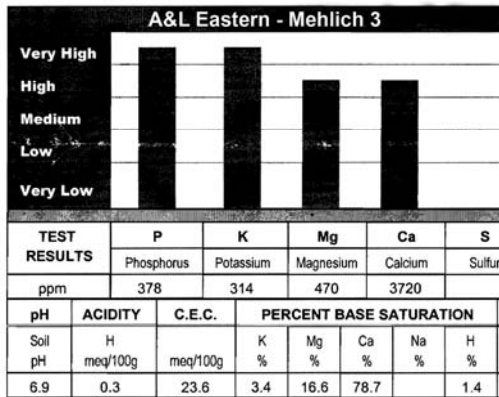 A&L Eastern - Mehlich 3
Very High
High
Medium
Low
Very Low
TEST RESULTS P K Mg Ca S
Phosphorus Potassium Magnesium Calcium Sulfur
ppm 378 314 470 3720
pH ACIDITY C.E.C. PERCENT BASE SATURATION
Soil H K Mg Ca Na H
pH meq/100g meq/100g % % % % %
6.9 0.3 23.6 3.4 16.6 78.7 1.4